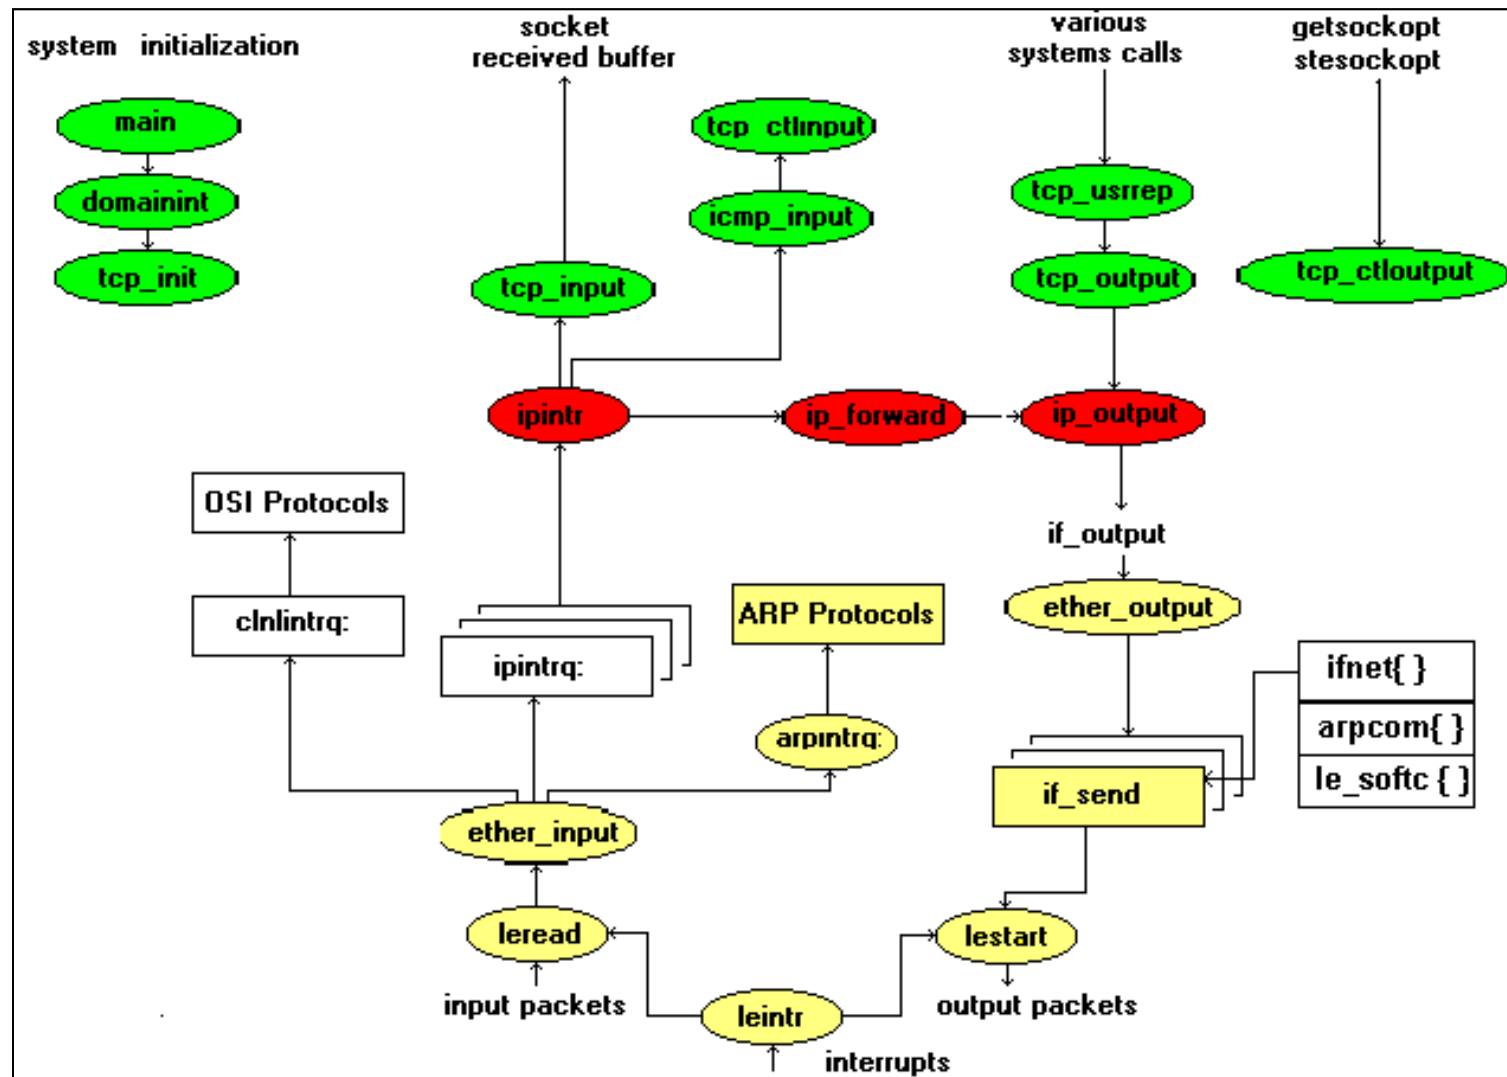 system initialization
socket
received buffer
various
systems calls
getsockopt
stesockopt
main
tcp_ctlinput
domainint
tcp_usrrep
icmp_input
tcp_init
tcp_input
tcp_output
tcp_ctloutput
ipintr
ip_forward
ip_output
OSI Protocols
if_output
clnlintrq:
ARP Protocols
ether_output
ipintrq:
ifnet{ }
arpintrq:
arpcom{ }
if_send
le_softc { }
ether_input
leread
lestart
input packets
leintr
output packets
interrupts